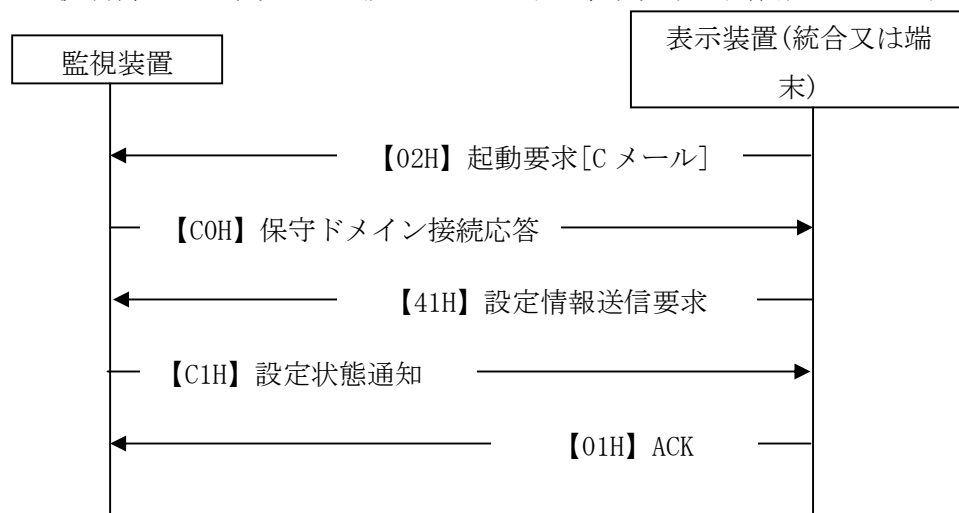 監視装置
表示装置(統合又は端
末)
【02H】起動要求[Cメール]
【C0H】保守ドメイン接続応答
【41H】設定情報送信要求
【C1H】設定状態通知
【01H】ACK